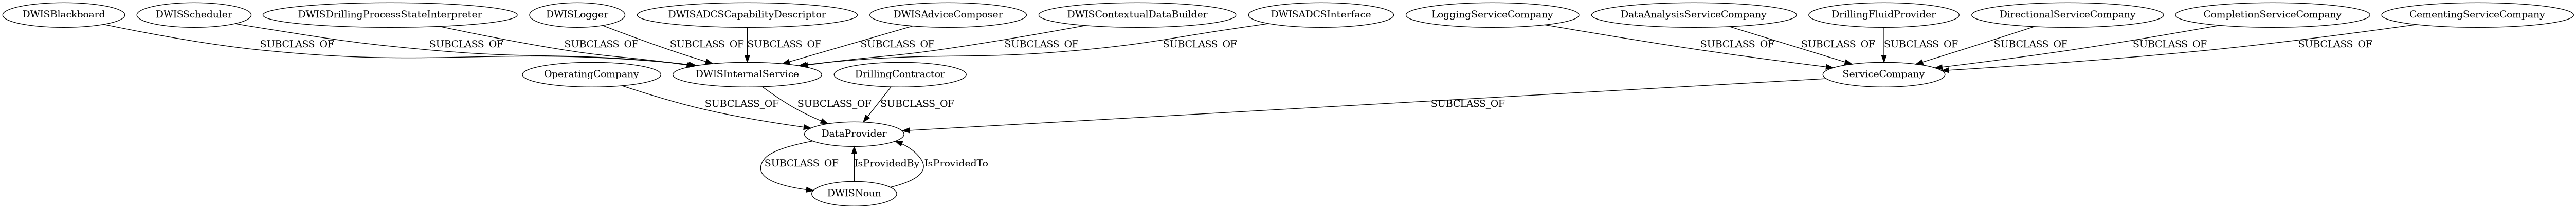 DWISBlackboard
DWISScheduler
DWISDrillingProcessStateInterpreter
DWISLogger
DWISADCSCapabilityDescriptor
DWISAdviceComposer
DWISContextualDataBuilder
DWISADCSInterface
LoggingServiceCompany
DataAnalysisServiceCompany
DrillingFluidProvider
DirectionalServiceCompany
CompletionServiceCompany
CementingServiceCompany
SUBCLASS_OF
SUBCLASS_OF
SUBCLASS_OF
SUBCLASS_OF
SUBCLASS_OF
SUBCLASS_OF
SUBCLASS_OF
SUBCLASS_OF
SUBCLASS_OF
SUBCLASS_OF
SUBCLASS_OF
SUBCLASS_OF
SUBCLASS_OF
SUBCLASS_OF
OperatingCompany
DWISInternalService
DrillingContractor
ServiceCompany
SUBCLASS_OF
SUBCLASS_OF
SUBCLASS_OF
SUBCLASS_OF
DataProvider
SUBCLASS_OF
IsProvidedBy
IsProvidedTo
DWISNoun